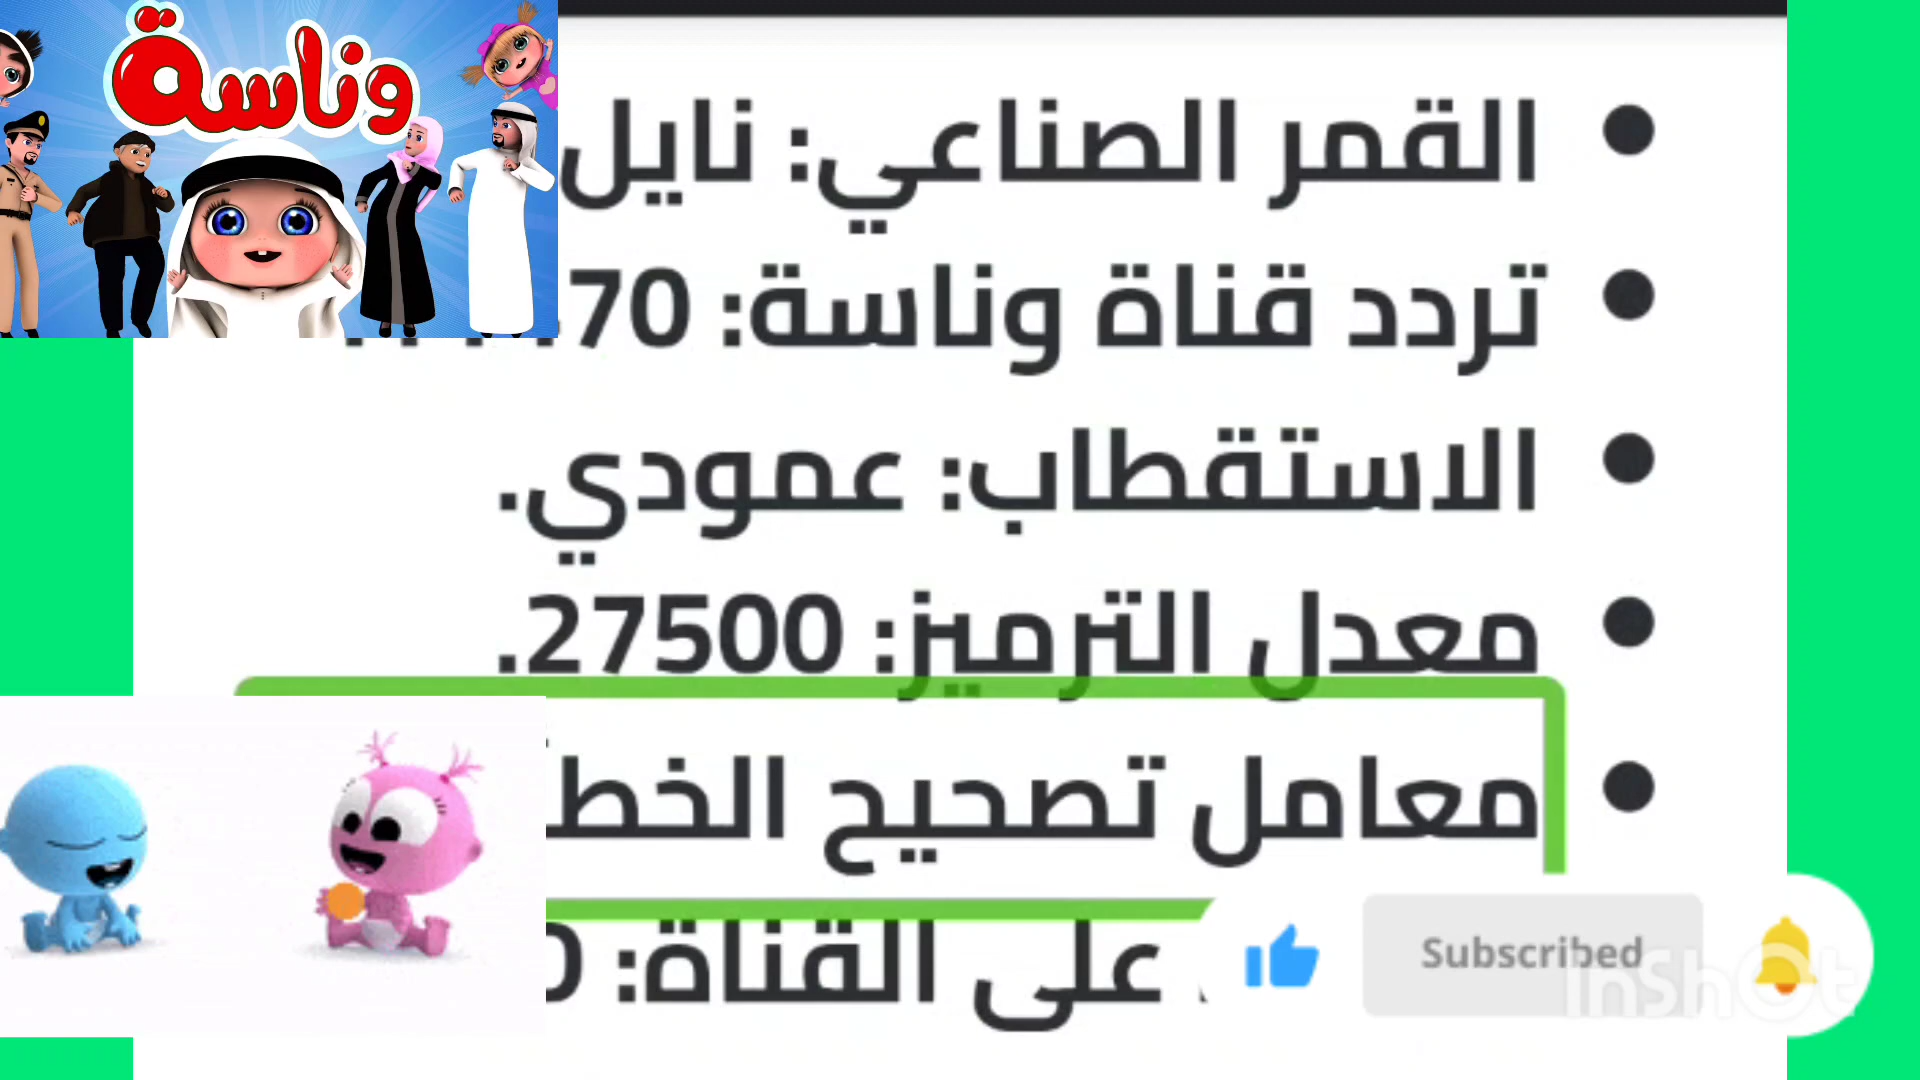 وناسة
القمر الصناعي: نايل
تردد قناة وناسة: 70
الاستقطاب: عمودي.
معدل الترميز: 27500.
معامل تصحيح
على القناة:
Subscribed
InShOt